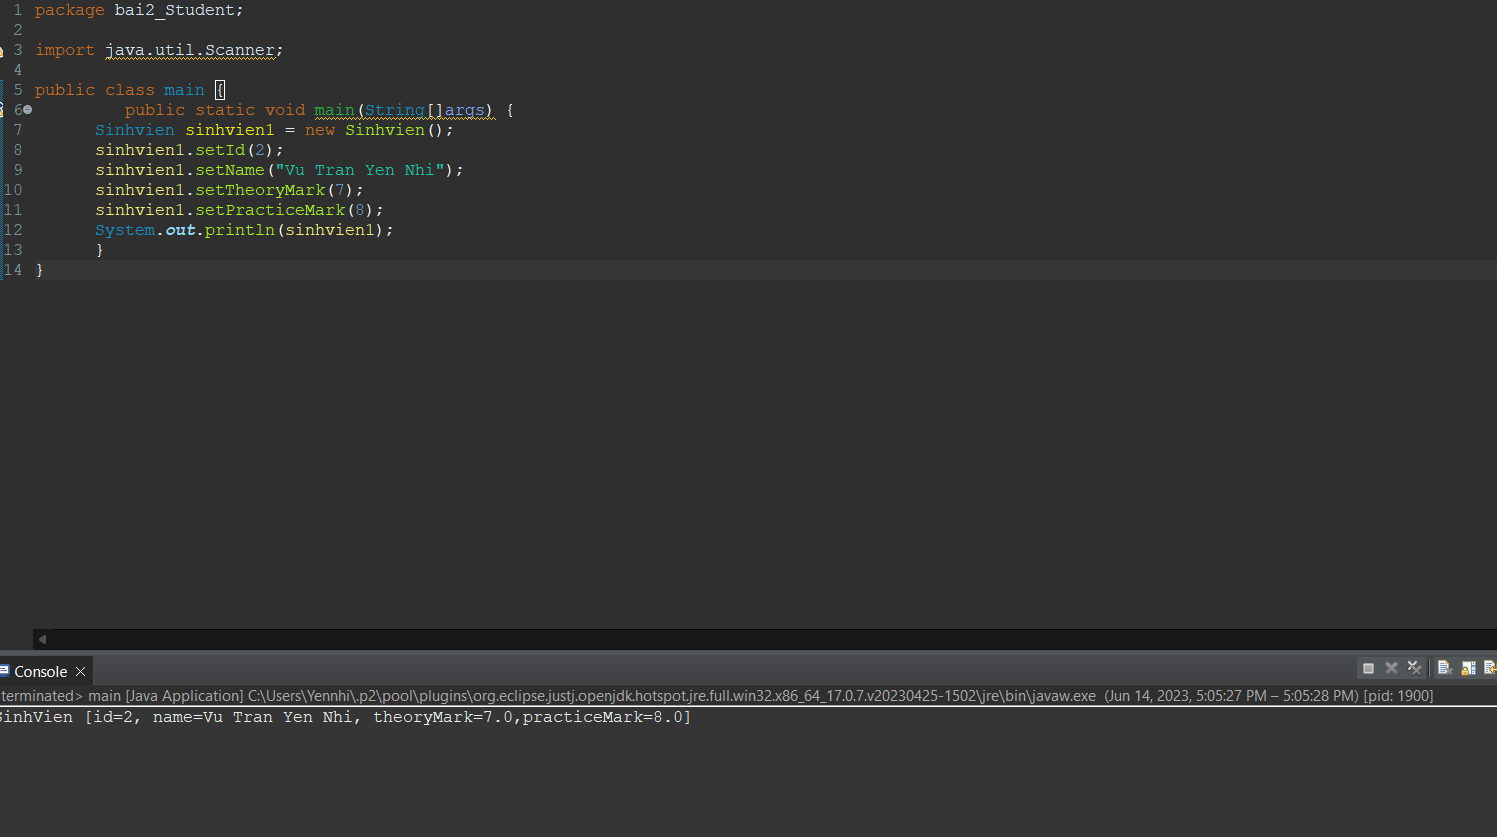 1 package bai2_Student;
2
3 import java.util.Scanner;
4
5 public class main {
6 public static void main(String[]args) {
7 Sinhvien sinhvien1 = new Sinhvien();
8 sinhvien1.setId(2);
9 sinhvien1.setName("Vu Tran Yen Nhi");
10 sinhvien1.setTheoryMark(7);
11 sinhvien1.setPracticeMark(8);
12 System.out.println(sinhvien1);
13 }
14 }
Console
terminated> main [Java Application] C:\Users\Yennhi\.p2\pool\plugins\org.eclipse.justj.openjdk.hotspot.jre.full.win32.x86_64_17.0.7.v20230425-1502\jre\bin\javaw.exe (Jun 14, 2023, 5:05:27 PM – 5:05:28 PM) [pid: 1900]
SinhVien [id=2, name=Vu Tran Yen Nhi, theoryMark=7.0,practiceMark=8.0]